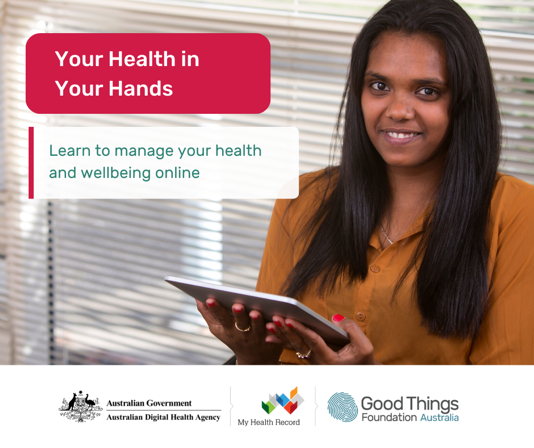 Your Health in
Your Hands
Learn to manage your health
and wellbeing online
Australian Government
Australian Digital Health Agency
My Health Record
Good Things
Foundation Australia